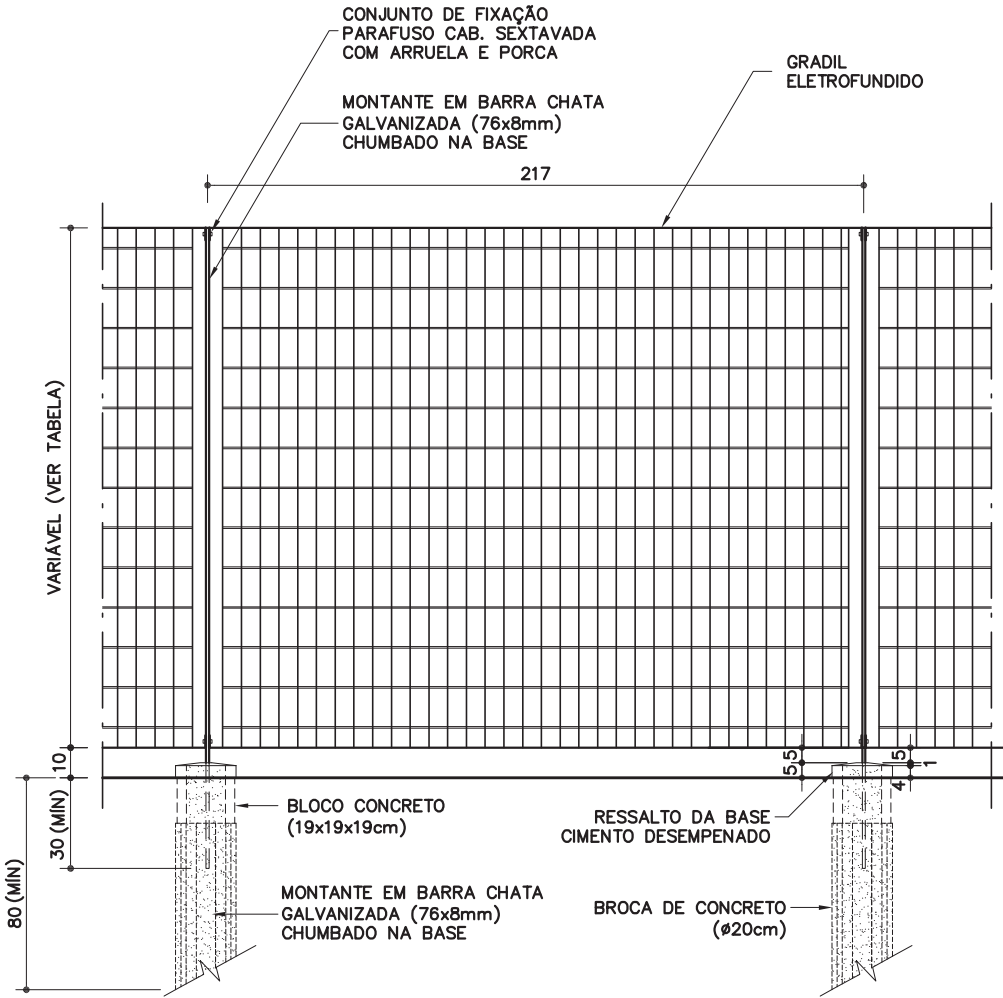 CONJUNTO DE FIXAÇÃO
PARAFUSO CAB. SEXTAVADA
COM ARRUELA E PORCA
GRADIL
ELETROFUNDIDO
MONTANTE EM BARRA CHATA
GALVANIZADA (76x8mm)
CHUMBADO NA BASE
217
VARIÁVEL (VER TABELA)
10
30 (MÍN)
80 (MÍN)
5,5
5
1
4
BLOCO CONCRETO
(19x19x19cm)
RESSALTO DA BASE
CIMENTO DESEMPENADO
MONTANTE EM BARRA CHATA
GALVANIZADA (76x8mm)
CHUMBADO NA BASE
BROCA DE CONCRETO
(ø20cm)